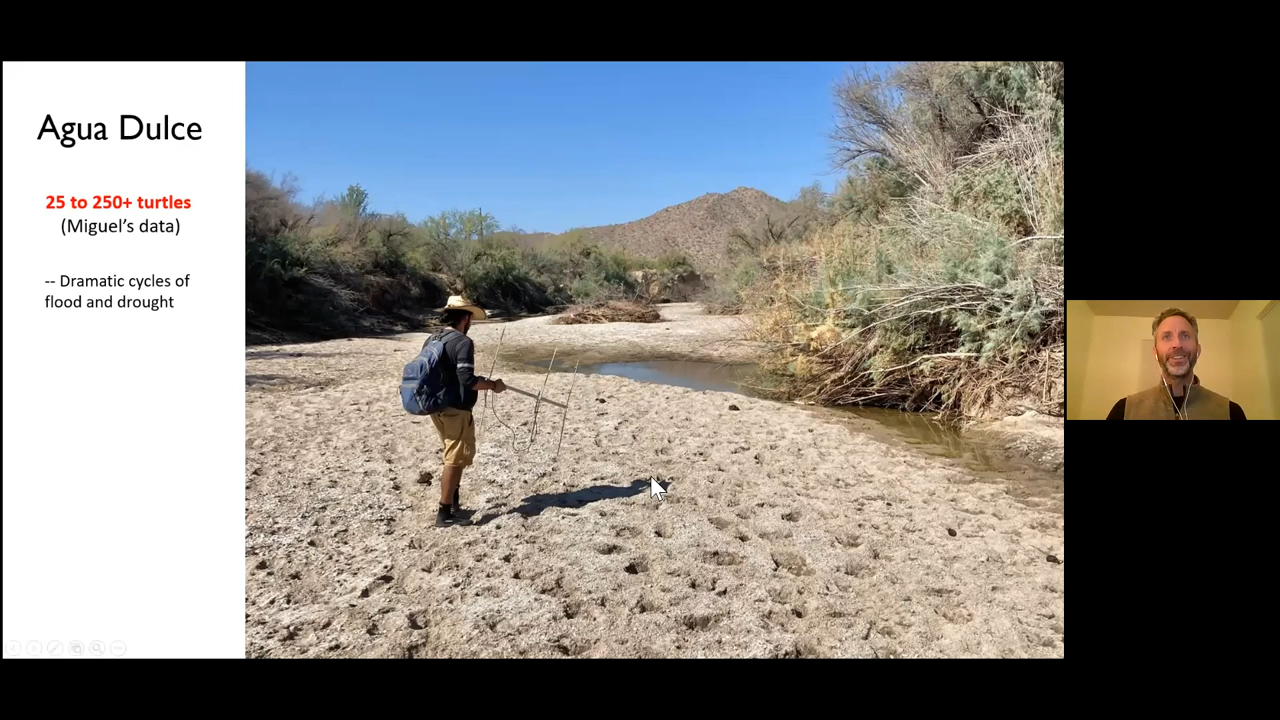 Agua Dulce
25 to 250+ turtles
(Miguel's data)
-- Dramatic cycles of
flood and drought